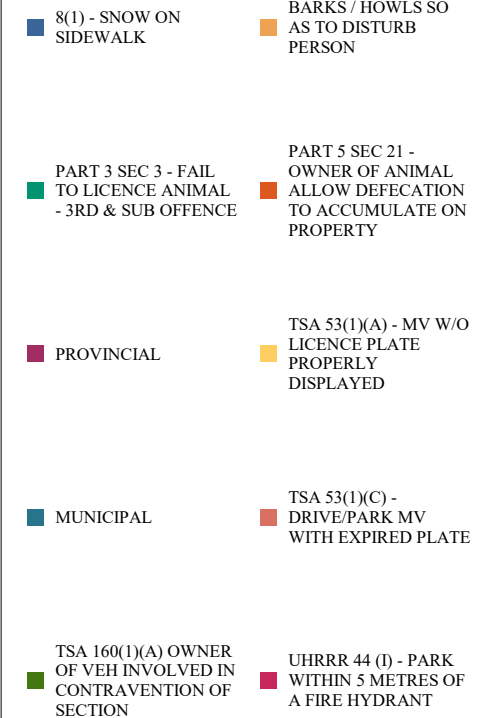 8(1) - SNOW ON
SIDEWALK
BARKS / HOWLS SO
AS TO DISTURB
PERSON
PART 3 SEC 3 - FAIL
TO LICENCE ANIMAL
- 3RD & SUB OFFENCE
PART 5 SEC 21 -
OWNER OF ANIMAL
ALLOW DEFECATION
TO ACCUMULATE ON
PROPERTY
PROVINCIAL
TSA 53(1)(A) - MV W/O
LICENCE PLATE
PROPERLY
DISPLAYED
MUNICIPAL
TSA 53(1)(C) -
DRIVE/PARK MV
WITH EXPIRED PLATE
TSA 160(1)(A) OWNER
OF VEH INVOLVED IN
CONTRAVENTION OF
SECTION
UHRRR 44 (I) - PARK
WITHIN 5 METRES OF
A FIRE HYDRANT